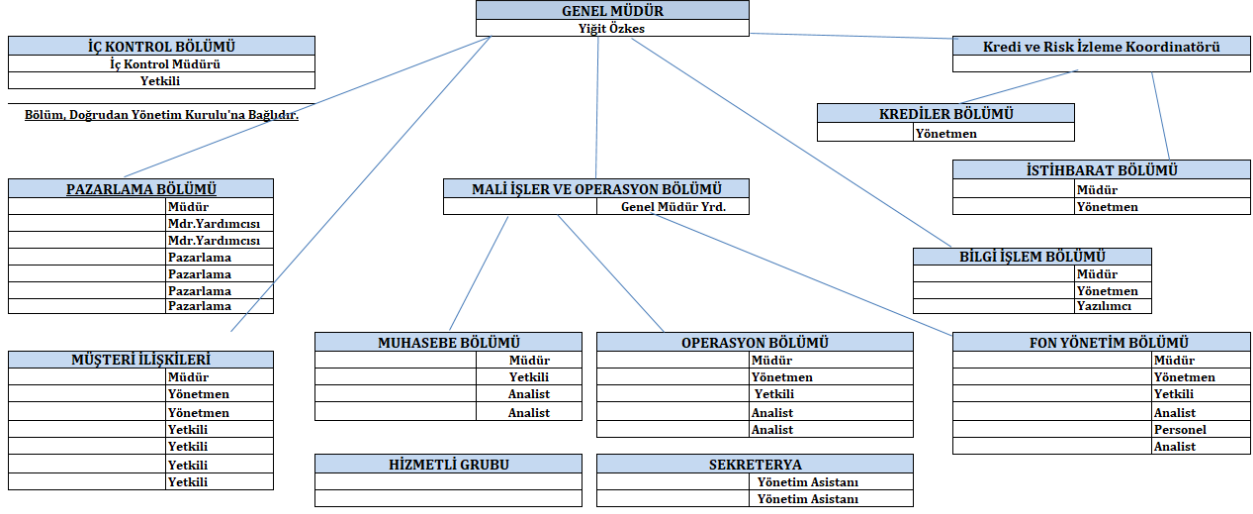 GENEL MÜDÜR
Yiğit Özkes
İÇ KONTROL BÖLÜMÜ
İç Kontrol Müdürü
Yetkili
Bölüm, Doğrudan Yönetim Kurulu'na Bağlıdır.
Kredi ve Risk İzleme Koordinatörü
KREDİLER BÖLÜMÜ
Yönetmen
İSTİHBARAT BÖLÜMÜ
Müdür
Yönetmen
PAZARLAMA BÖLÜMÜ
Müdür
Mdr.Yardımcısı
Mdr.Yardımcısı
Pazarlama
Pazarlama
Pazarlama
Pazarlama
MALİ İŞLER VE OPERASYON BÖLÜMÜ
Genel Müdür Yrd.
BİLGİ İŞLEM BÖLÜMÜ
Müdür
Yönetmen
Yazılımcı
MÜŞTERİ İLİŞKİLERİ
Müdür
Yönetmen
Yönetmen
Yetkili
Yetkili
Yetkili
Yetkili
MUHASEBE BÖLÜMÜ
Müdür
Yetkili
Analist
Analist
OPERASYON BÖLÜMÜ
Müdür
Yönetmen
Yetkili
Analist
Analist
FON YÖNETİM BÖLÜMÜ
Müdür
Yönetmen
Yetkili
Analist
Personel
Analist
HİZMETLİ GRUBU
SEKRETERYA
Yönetim Asistanı
Yönetim Asistanı